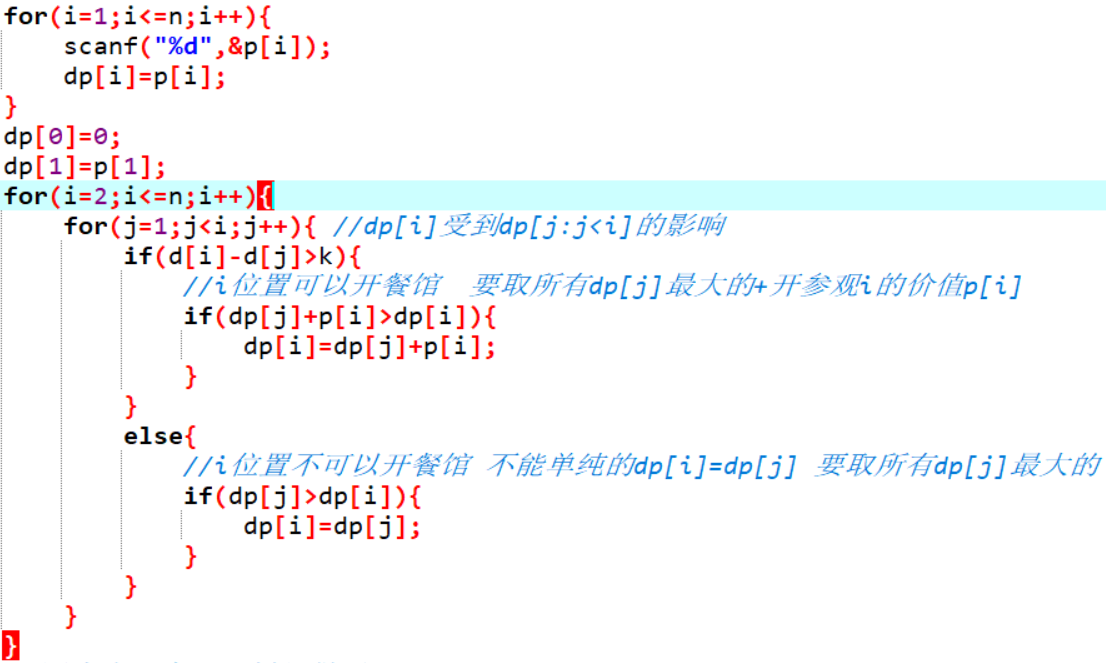 for(i=1;i<=n;i++){
    scanf("%d",&p[i]);
    dp[i]=p[i];
}
dp[0]=0;
dp[1]=p[1];
for(i=2;i<=n;i++){
    for(j=1;j<i;j++){ //dp[i]受到dp[j:j<i]的影响
        if(d[i]-d[j]>k){
            //i位置可以开餐馆  要取所有dp[j]最大的+开参观i的价值p[i]
            if(dp[j]+p[i]>dp[i]){
                dp[i]=dp[j]+p[i];
            }
        }
        else{
            //i位置不可以开餐馆 不能单纯的dp[i]=dp[j] 要取所有dp[j]最大的
            if(dp[j]>dp[i]){
                dp[i]=dp[j];
            }
        }
    }
}